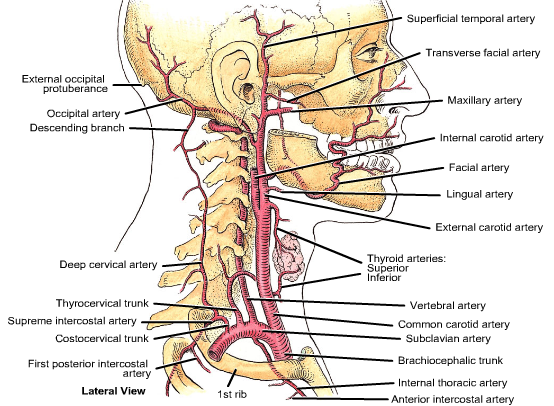 Superficial temporal artery
Transverse facial artery
External occipital
protuberance
Maxillary artery
Occipital artery
Descending branch
Internal carotid artery
Facial artery
Lingual artery
External carotid artery
Thyroid arteries:
Superior
Inferior
Deep cervical artery
Thyrocervical trunk
Vertebral artery
Supreme intercostal artery
Common carotid artery
Costocervical trunk
Subclavian artery
First posterior intercostal
artery
Brachiocephalic trunk
Lateral View
1st rib
Internal thoracic artery
Anterior intercostal artery